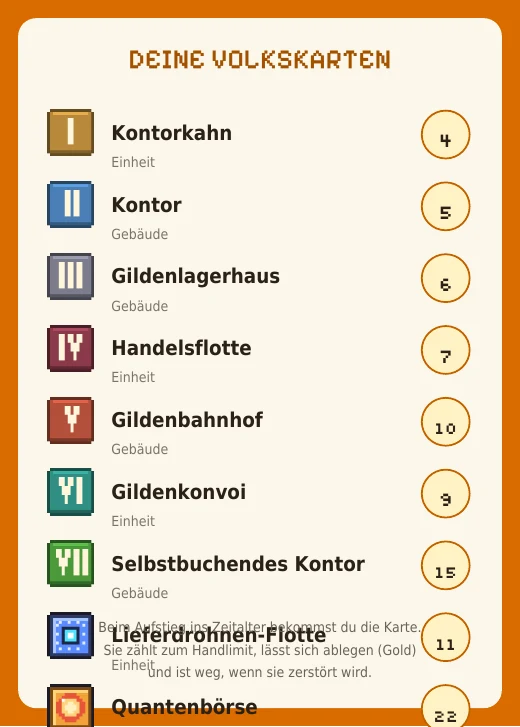 DEINE VOLKSKARTEN
I
Kontorkahn
4
Einheit
II
Kontor
5
Gebäude
III
Gildenlagerhaus
6
Gebäude
IV
Handelsflotte
7
Einheit
V
Gildenbahnhof
10
Gebäude
VI
Gildenkonvoi
9
Einheit
VII
Selbstbuchendes Kontor
15
Gebäude
Beim Aufstieg ins Zeitalter bekommst du die Karte.
Lieferdrohnen-Flotte
11
Sie zählt zum Handlimit, lässt sich ablegen (Gold)
Einheit
und ist weg, wenn sie zerstört wird.
Quantenbörse
22